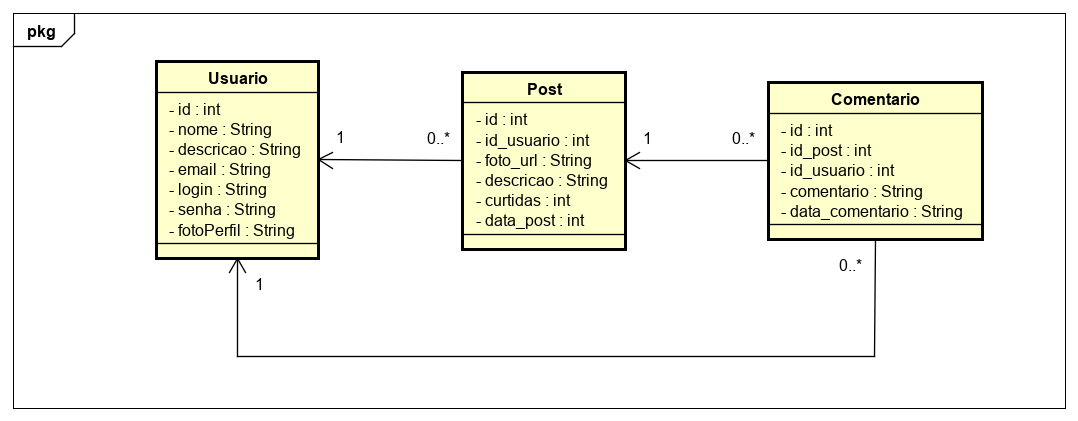 pkg
Usuario
- id : int
- nome : String
- descricao : String
- email : String
- login : String
- senha : String
- fotoPerfil : String
1
0..*
Post
- id : int
- id_usuario : int
- foto_url : String
- descricao : String
- curtidas : int
- data_post : int
1
0..*
Comentario
- id : int
- id_post : int
- id_usuario : int
- comentario : String
- data_comentario : String
0..*
1